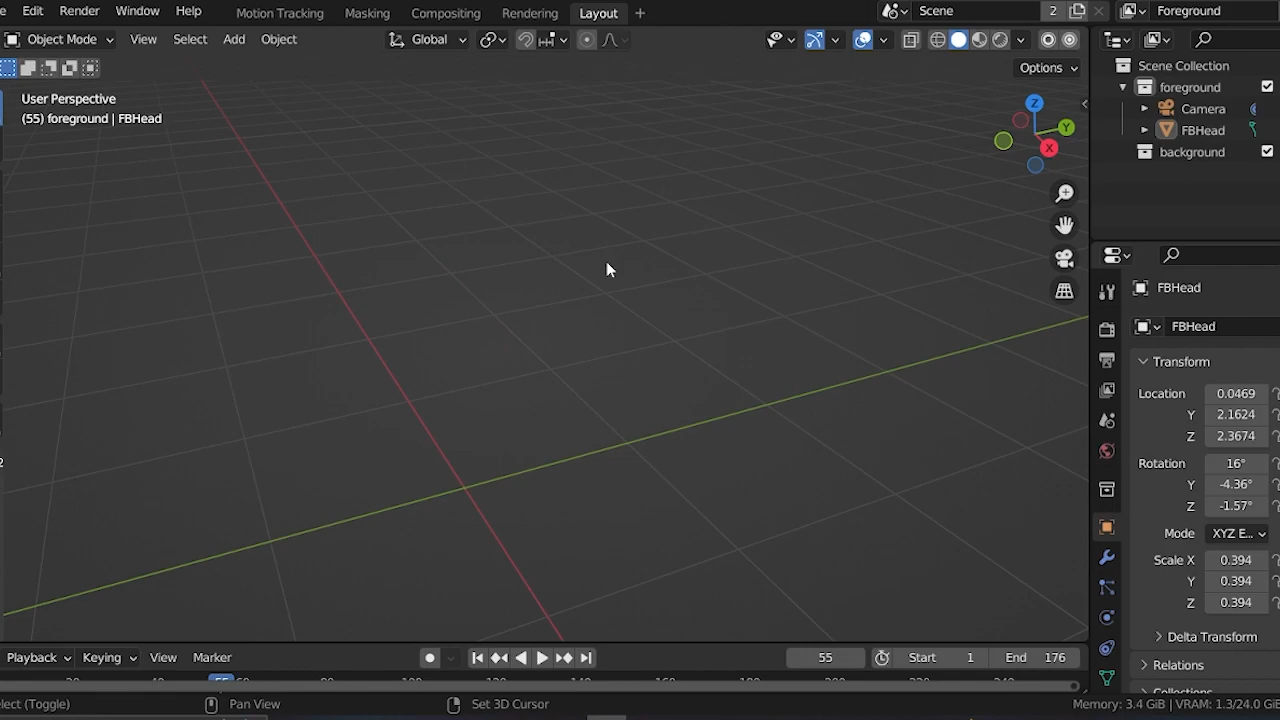 Edit Render Window Help Motion Tracking Masking Compositing Rendering Layout + Scene 2 Foreground
Object Mode View Select Add Object Global
Options
User Perspective
(55) foreground | FBHead
Z
Y
X
Scene Collection
foreground
Camera
FBHead
background
FBHead
FBHead
Transform
Location 0.0469
Y 2.1624
Z 2.3674
Rotation 16°
Y -4.36°
Z -1.57°
Mode XYZ E...
Scale X 0.394
Y 0.394
Z 0.394
Delta Transform
Relations
Playback Keying View Marker 55 Start 1 End 176
55
Pan View Set 3D Cursor (Toggle) Memory: 3.4 GiB | VRAM: 1.3/24.0